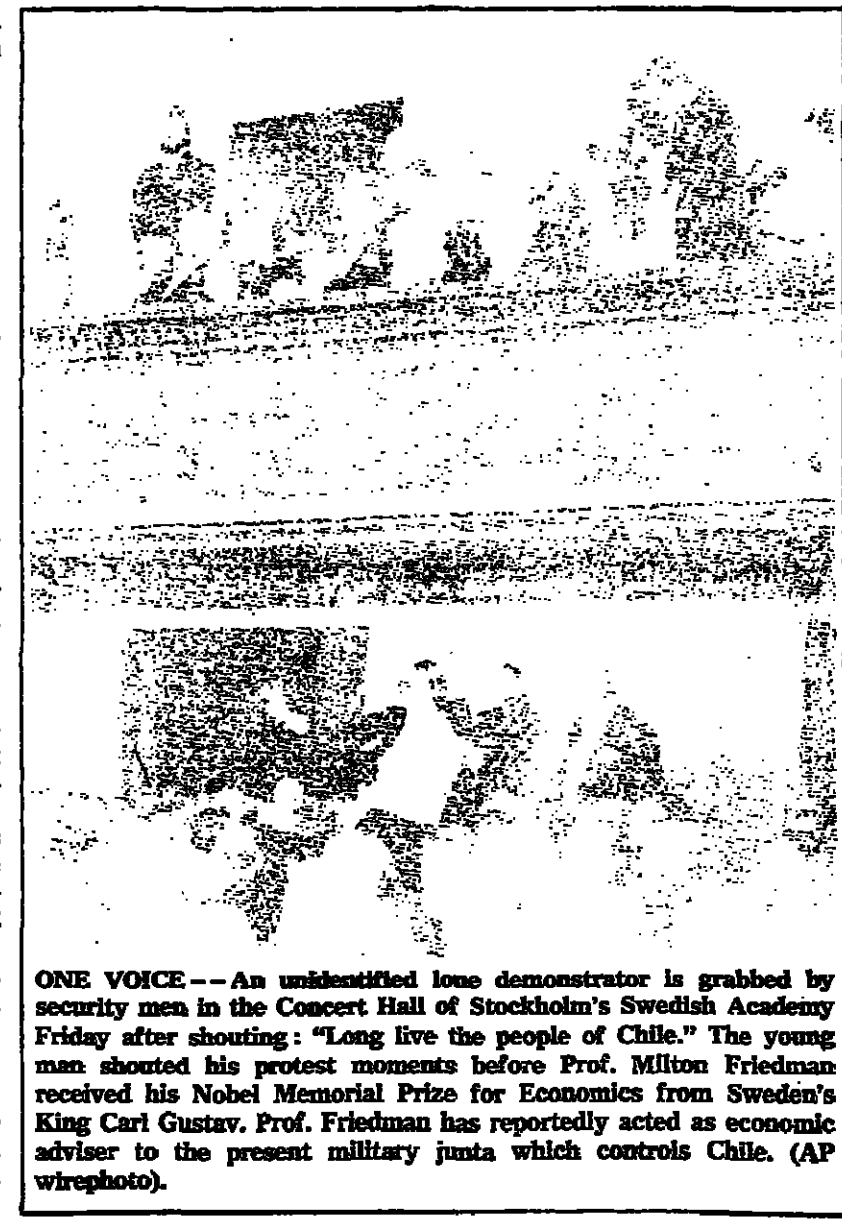 ONE VOICE -- An unidentified lone demonstrator is grabbed by
security men in the Concert Hall of Stockholm's Swedish Academy
Friday after shouting: “Long live the people of Chile.” The young
man shouted his protest moments before Prof. Milton Friedman
received his Nobel Memorial Prize for Economics from Sweden's
King Carl Gustav. Prof. Friedman has reportedly acted as economic
adviser to the present military junta which controls Chile. (AP
wirephoto).